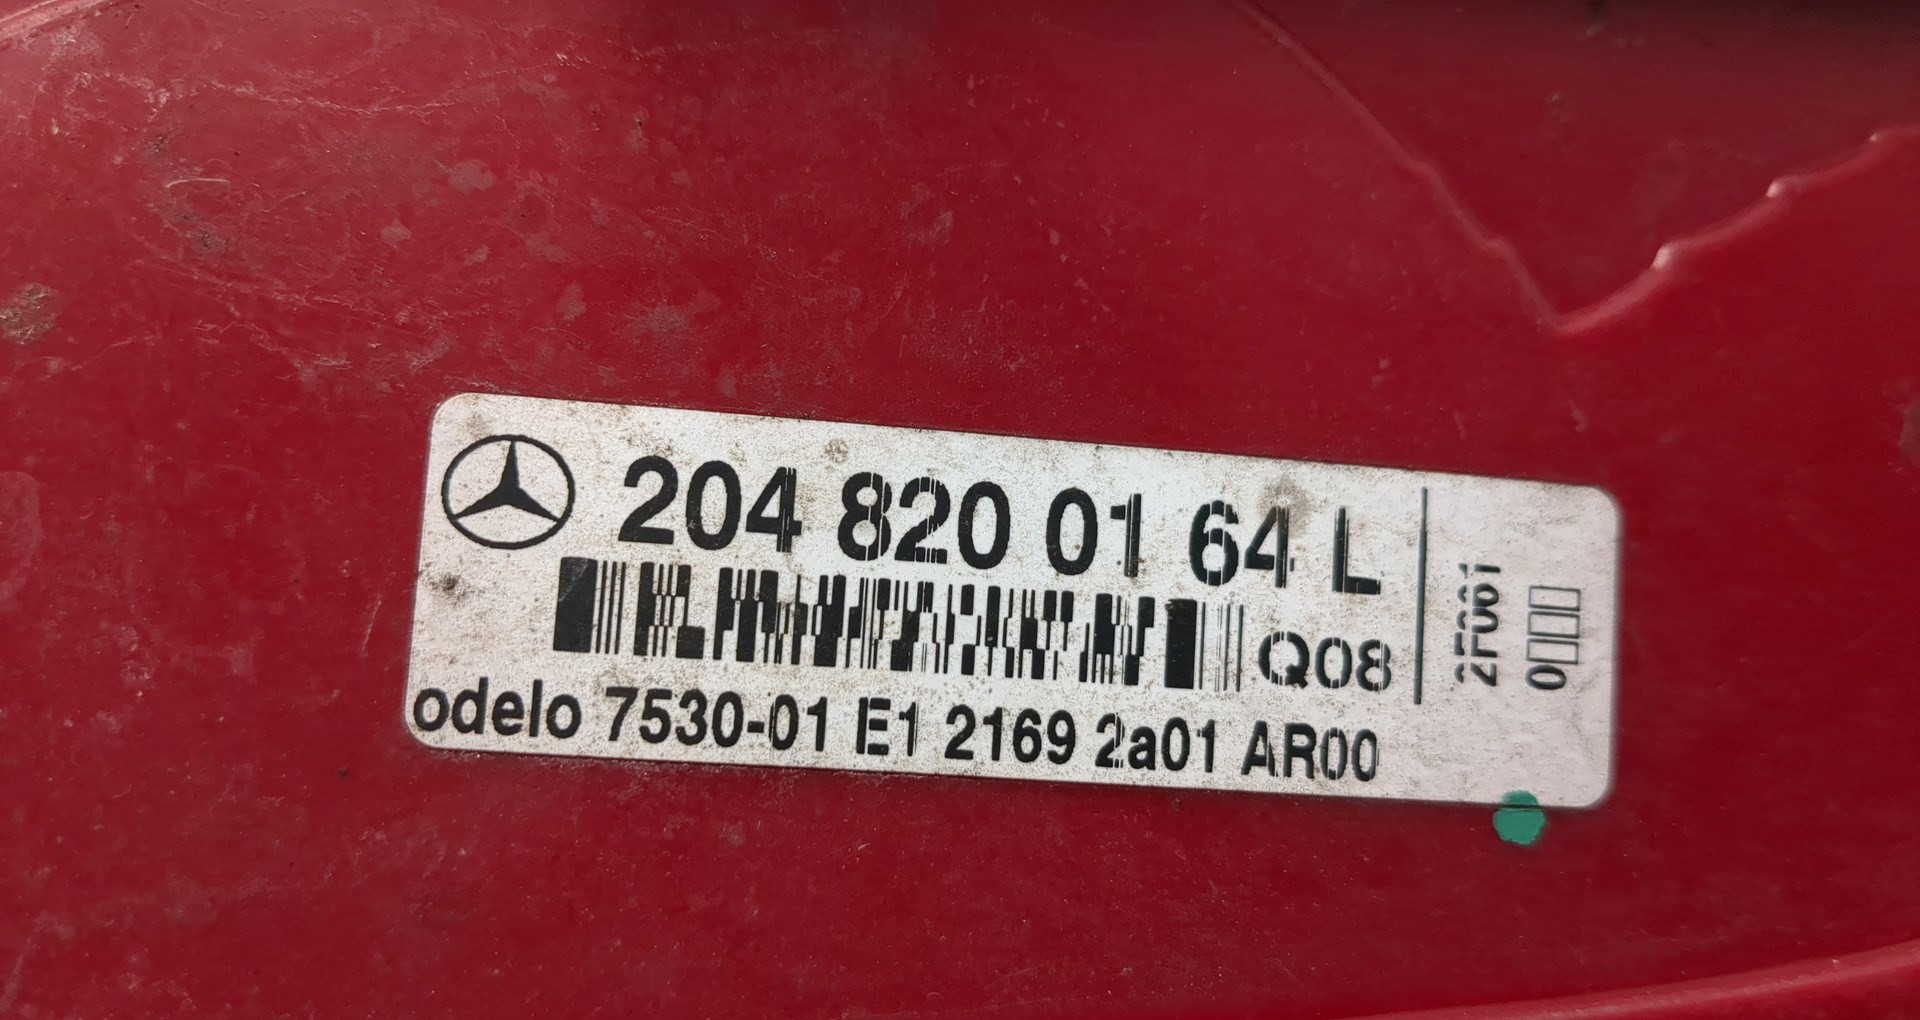 204 820 01 64 L
Q08
odelo 7530-01 E1 2169 2a01 AR00